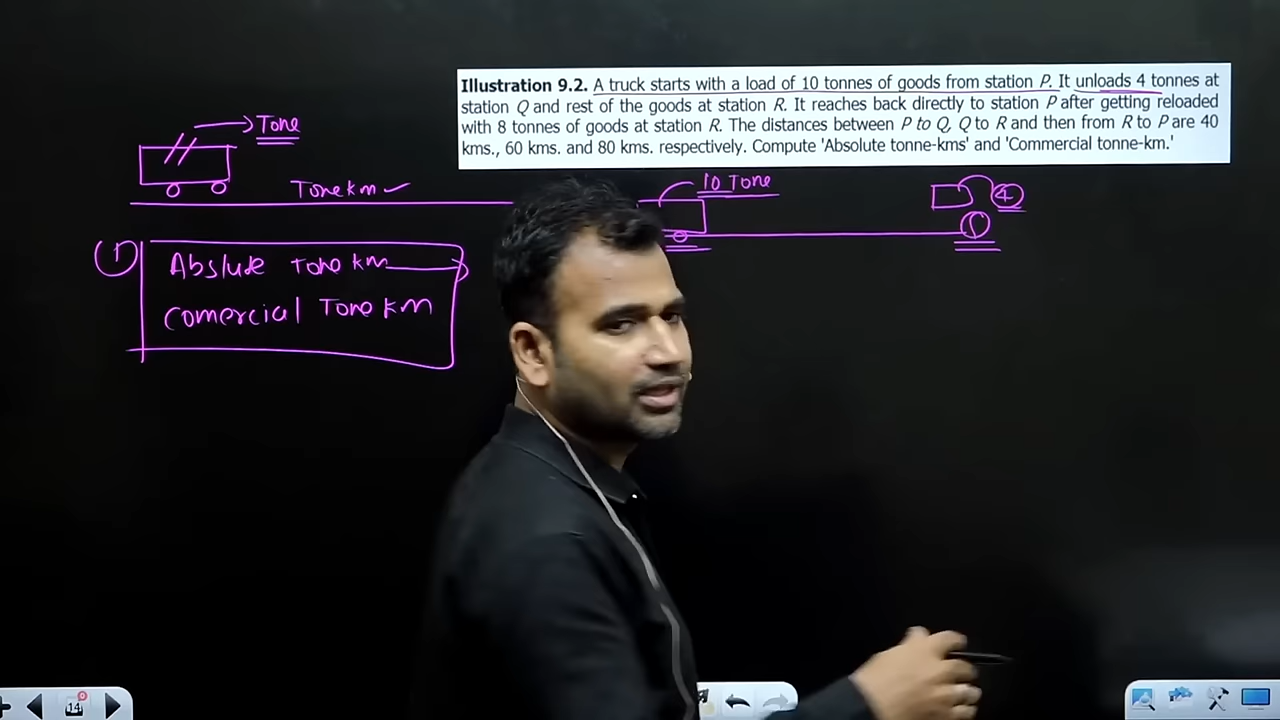 Illustration 9.2. A truck starts with a load of 10 tonnes of goods from station P. It unloads 4 tonnes at
station Q and rest of the goods at station R. It reaches back directly to station P after getting reloaded
with 8 tonnes of goods at station R. The distances between P to Q, Q to R and then from R to P are 40
kms., 60 kms. and 80 kms. respectively. Compute 'Absolute tonne-kms' and 'Commercial tonne-km.'
Tone
Tone km
10 Tone
4
1
Abslute Tone km
Comercial Tone km
14